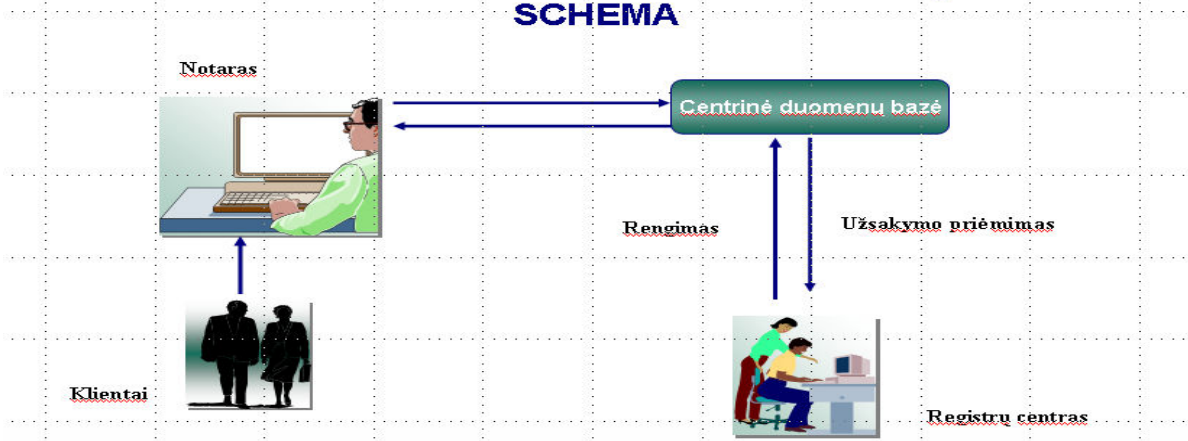 SCHEMA
Notaras
Centrinė duomenų bazė
Rengimas
Užsakymo priėmimas
Klientai
Registrų centras